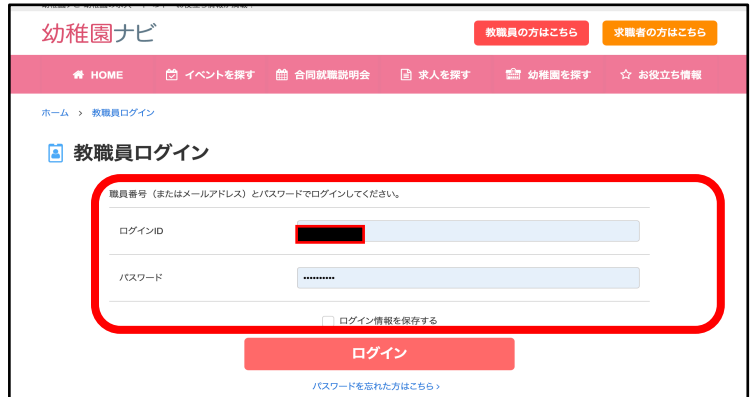 幼稚園ナビ
教職員の方はこちら
求職者の方はこちら
HOME
イベントを探す
合同就職説明会
求人を探す
幼稚園を探す
お役立ち情報
ホーム > 教職員ログイン
教職員ログイン
職員番号（またはメールアドレス）とパスワードでログインしてください。
ログインID
パスワード
ログイン情報を保存する
ログイン
パスワードを忘れた方はこちら ›